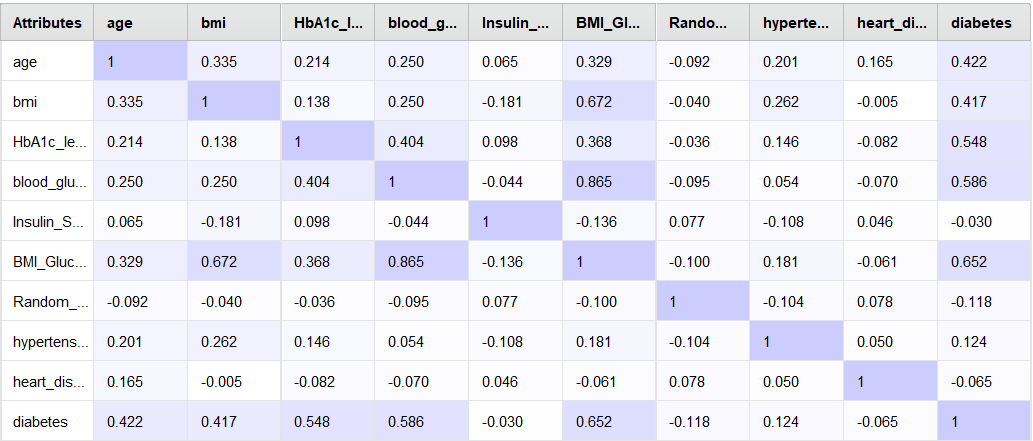 Attributes age bmi HbA1c_l... blood_g... Insulin_... BMI_Gl... Rando... hyperte... heart_di... diabetes
age 1 0.335 0.214 0.250 0.065 0.329 -0.092 0.201 0.165 0.422
bmi 0.335 1 0.138 0.250 -0.181 0.672 -0.040 0.262 -0.005 0.417
HbA1c_le... 0.214 0.138 1 0.404 0.098 0.368 -0.036 0.146 -0.082 0.548
blood_glu... 0.250 0.250 0.404 1 -0.044 0.865 -0.095 0.054 -0.070 0.586
Insulin_S... 0.065 -0.181 0.098 -0.044 1 -0.136 0.077 -0.108 0.046 -0.030
BMI_Gluc... 0.329 0.672 0.368 0.865 -0.136 1 -0.100 0.181 -0.061 0.652
Random_... -0.092 -0.040 -0.036 -0.095 0.077 -0.100 1 -0.104 0.078 -0.118
hypertens... 0.201 0.262 0.146 0.054 -0.108 0.181 -0.104 1 0.050 0.124
heart_dis... 0.165 -0.005 -0.082 -0.070 0.046 -0.061 0.078 0.050 1 -0.065
diabetes 0.422 0.417 0.548 0.586 -0.030 0.652 -0.118 0.124 -0.065 1